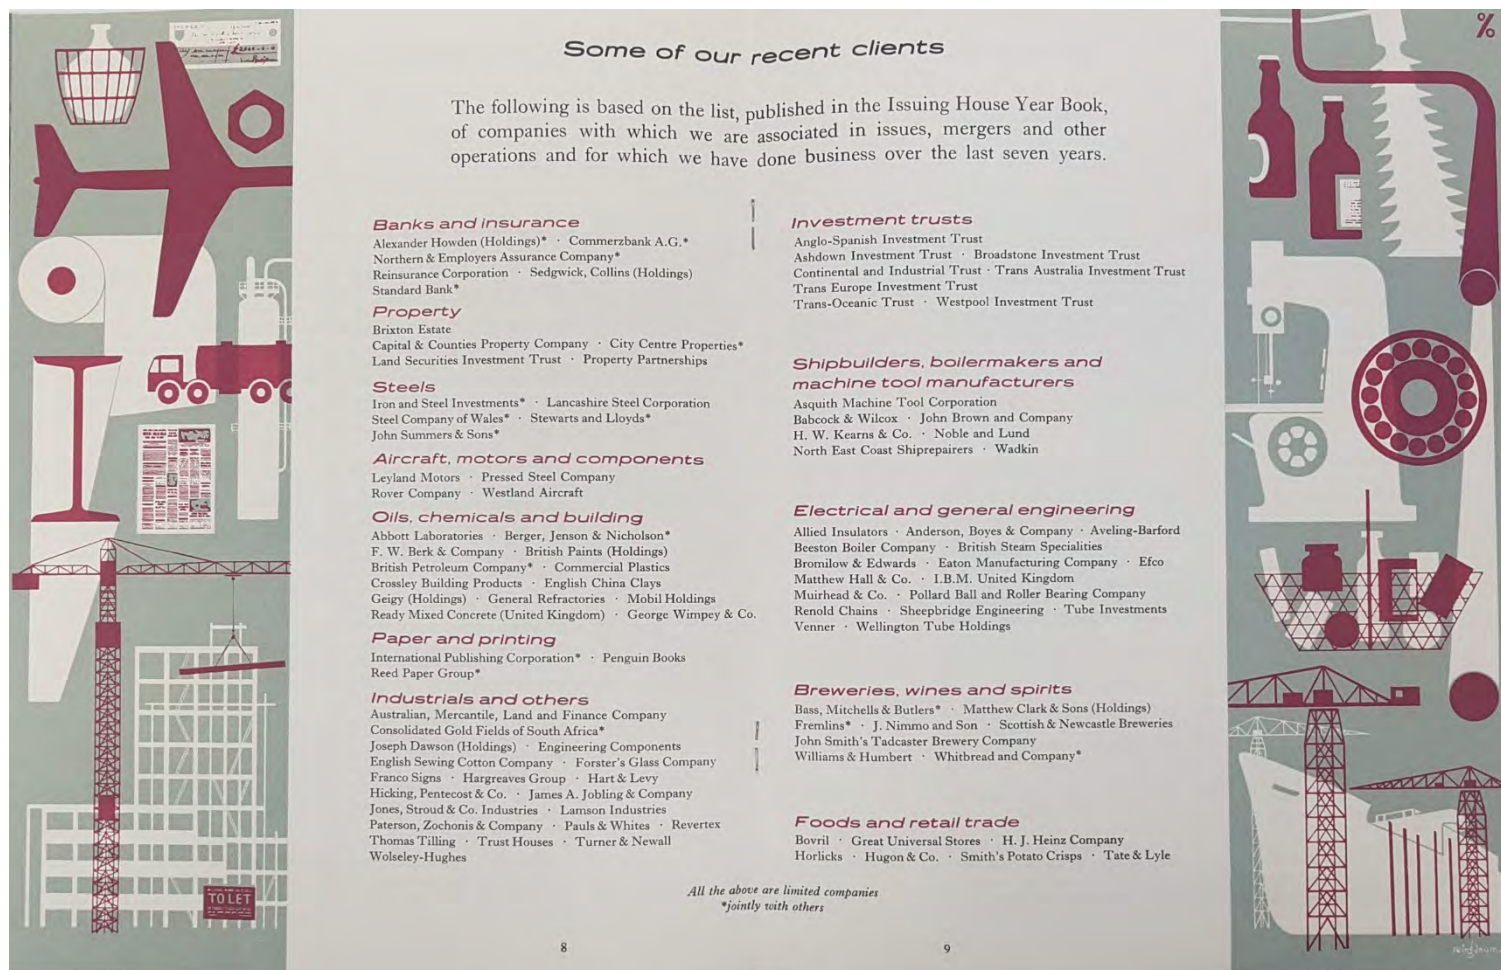 Some of our recent clients
The following is based on the list, published in the Issuing House Year Book,
of companies with which we are associated in issues, mergers and other
operations and for which we have done business over the last seven years.
Banks and insurance
Alexander Howden (Holdings)* · Commerzbank A.G.*
Northern & Employers Assurance Company*
Reinsurance Corporation · Sedgwick, Collins (Holdings)
Standard Bank*
Property
Brixton Estate
Capital & Counties Property Company · City Centre Properties*
Land Securities Investment Trust · Property Partnerships
Steels
Iron and Steel Investments* · Lancashire Steel Corporation
Steel Company of Wales* · Stewarts and Lloyds*
John Summers & Sons*
Aircraft, motors and components
Leyland Motors · Pressed Steel Company
Rover Company · Westland Aircraft
Oils, chemicals and building
Abbott Laboratories · Berger, Jenson & Nicholson*
F. W. Berk & Company · British Paints (Holdings)
British Petroleum Company* · Commercial Plastics
Crossley Building Products · English China Clays
Geigy (Holdings) · General Refractories · Mobil Holdings
Ready Mixed Concrete (United Kingdom) · George Wimpey & Co.
Paper and printing
International Publishing Corporation* · Penguin Books
Reed Paper Group*
Industrials and others
Australian, Mercantile, Land and Finance Company
Consolidated Gold Fields of South Africa*
Joseph Dawson (Holdings) · Engineering Components
English Sewing Cotton Company · Forster's Glass Company
Franco Signs · Hargreaves Group · Hart & Levy
Hicking, Pentecost & Co. · James A. Jobling & Company
Jones, Stroud & Co. Industries · Lamson Industries
Paterson, Zochonis & Company · Pauls & Whites · Revertex
Thomas Tilling · Trust Houses · Turner & Newall
Wolseley-Hughes
Investment trusts
Anglo-Spanish Investment Trust
Ashdown Investment Trust · Broadstone Investment Trust
Continental and Industrial Trust · Trans Australia Investment Trust
Trans Europe Investment Trust
Trans-Oceanic Trust · Westpool Investment Trust
Shipbuilders, boilermakers and
machine tool manufacturers
Asquith Machine Tool Corporation
Babcock & Wilcox · John Brown and Company
H. W. Kearns & Co. · Noble and Lund
North East Coast Shiprepairers · Wadkin
Electrical and general engineering
Allied Insulators · Anderson, Boyes & Company · Aveling-Barford
Beeston Boiler Company · British Steam Specialities
Bromilow & Edwards · Eaton Manufacturing Company · Efco
Matthew Hall & Co. · I.B.M. United Kingdom
Muirhead & Co. · Pollard Ball and Roller Bearing Company
Renold Chains · Sheepbridge Engineering · Tube Investments
Venner · Wellington Tube Holdings
Breweries, wines and spirits
Bass, Mitchells & Butlers* · Matthew Clark & Sons (Holdings)
Fremlins* · J. Nimmo and Son · Scottish & Newcastle Breweries
John Smith's Tadcaster Brewery Company
Williams & Humbert · Whitbread and Company*
Foods and retail trade
Bovril · Great Universal Stores · H. J. Heinz Company
Horlicks · Hugon & Co. · Smith's Potato Crisps · Tate & Lyle
All the above are limited companies
*jointly with others
8
9
TO LET
%